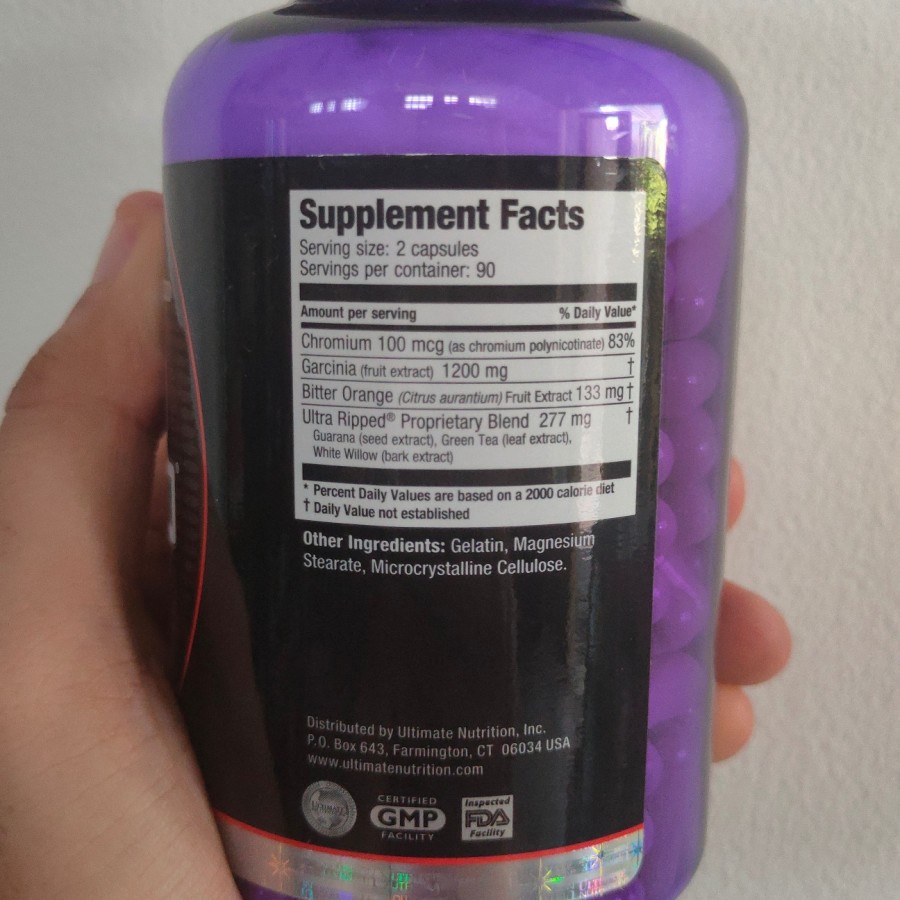 Supplement Facts
Serving size: 2 capsules
Servings per container: 90
Amount per serving % Daily Value*
Chromium 100 mcg (as chromium polynicotinate) 83%
Garcinia (fruit extract) 1200 mg †
Bitter Orange (Citrus aurantium) Fruit Extract 133 mg †
Ultra Ripped® Proprietary Blend 277 mg †
Guarana (seed extract), Green Tea (leaf extract),
White Willow (bark extract)
* Percent Daily Values are based on a 2000 calorie diet
† Daily Value not established
Other Ingredients: Gelatin, Magnesium
Stearate, Microcrystalline Cellulose.
Distributed by Ultimate Nutrition, Inc.
P.O. Box 643, Farmington, CT 06034 USA
www.ultimatenutrition.com
ULTIMATE
CERTIFIED
GMP
FACILITY
Inspected
FDA
Facility